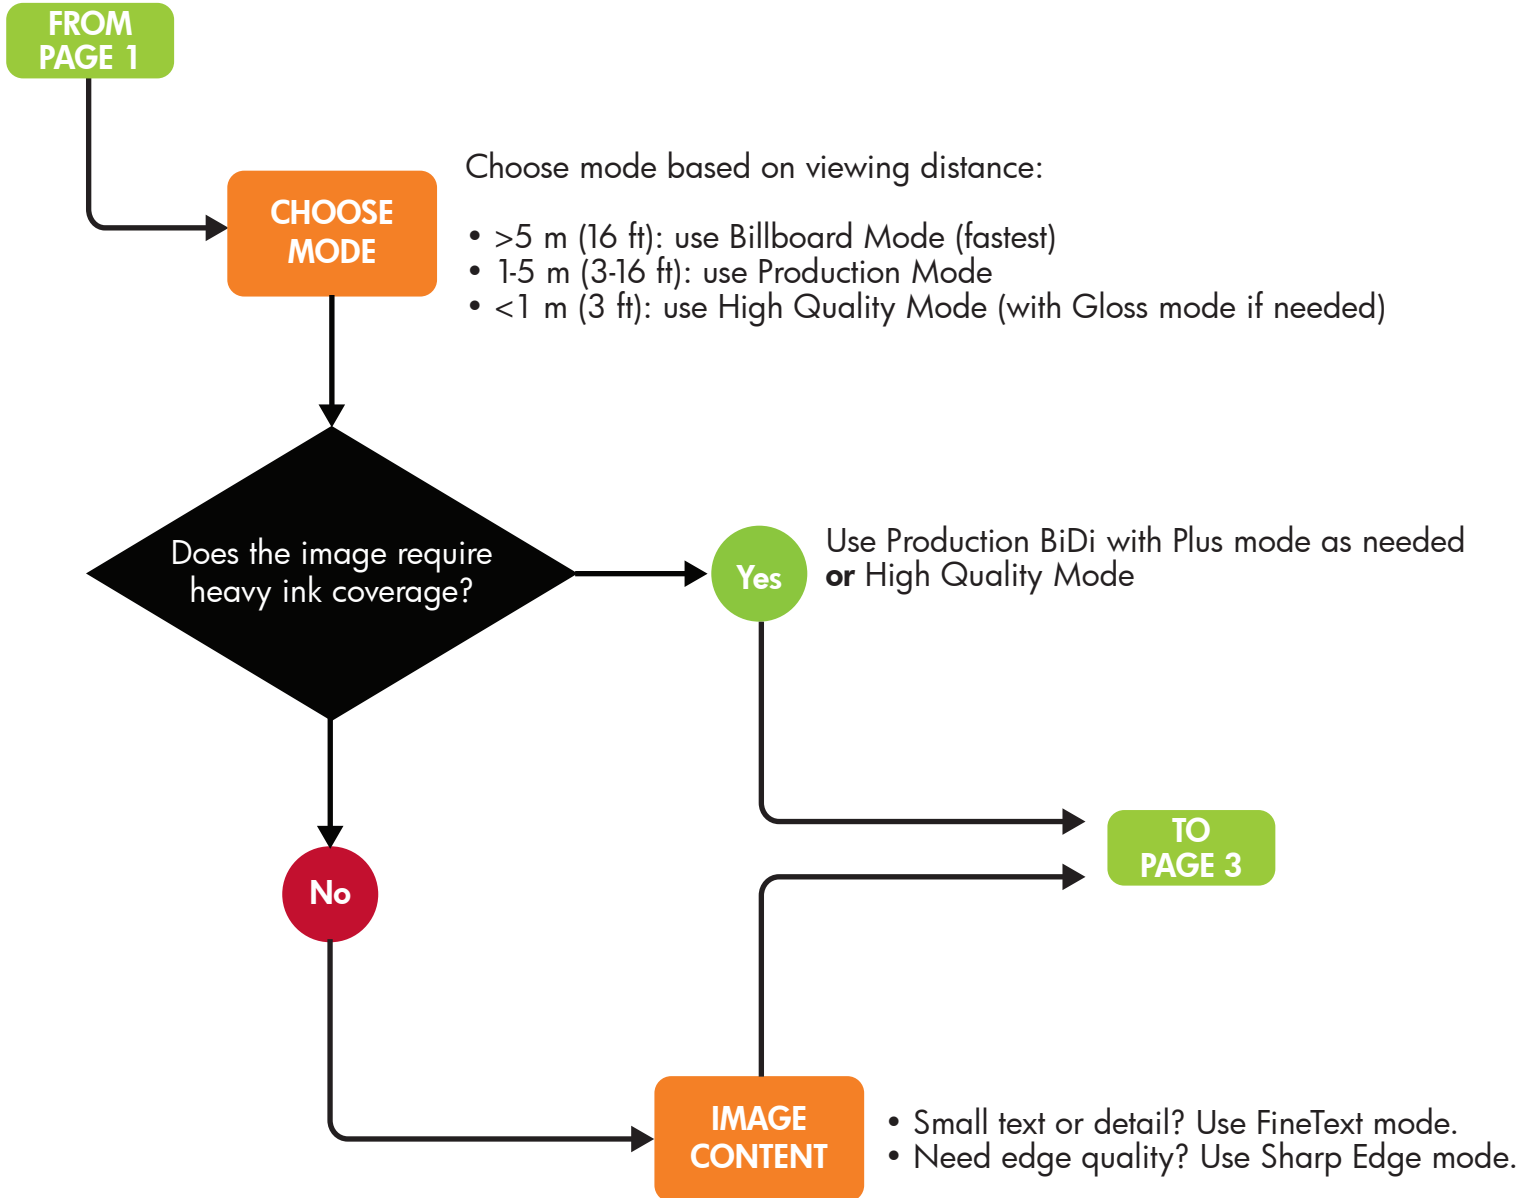 FROM
PAGE 1
CHOOSE
MODE
Choose mode based on viewing distance:
• >5 m (16 ft): use Billboard Mode (fastest)
• 1-5 m (3-16 ft): use Production Mode
• <1 m (3 ft): use High Quality Mode (with Gloss mode if needed)
Does the image require
heavy ink coverage?
Yes
Use Production BiDi with Plus mode as needed
or High Quality Mode
TO
PAGE 3
No
IMAGE
CONTENT
• Small text or detail? Use FineText mode.
• Need edge quality? Use Sharp Edge mode.